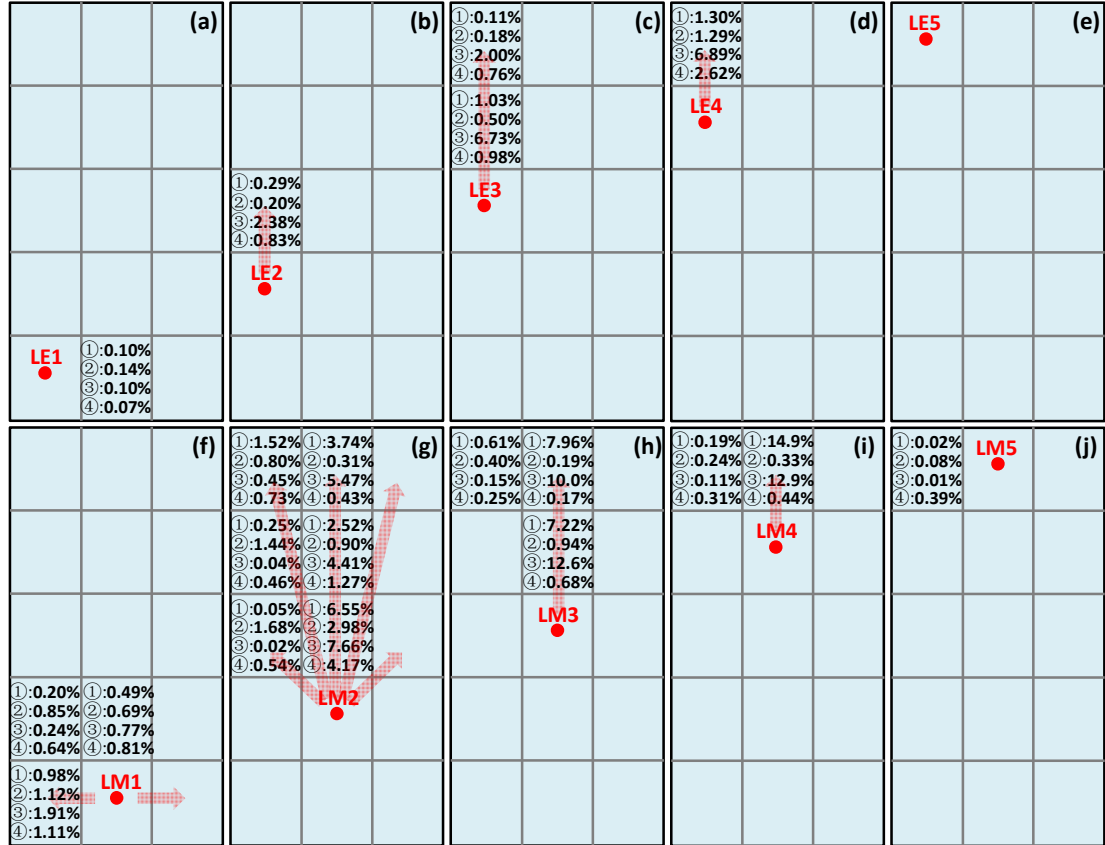 (a)
LE1
①:0.10%
②:0.14%
③:0.10%
④:0.07%
(b)
①:0.29%
②:0.20%
③:2.38%
④:0.83%
LE2
(c)
①:0.11%
②:0.18%
③:2.00%
④:0.76%
①:1.03%
②:0.50%
③:6.73%
④:0.98%
LE3
(d)
①:1.30%
②:1.29%
③:6.89%
④:2.62%
LE4
(e)
LE5
(f)
①:0.20% ①:0.49%
②:0.85% ②:0.69%
③:0.24% ③:0.77%
④:0.64% ④:0.81%
①:0.98%
②:1.12%
③:1.91%
④:1.11%
LM1
(g)
①:1.52% ①:3.74%
②:0.80% ②:0.31%
③:0.45% ③:5.47%
④:0.73% ④:0.43%
①:0.25% ①:2.52%
②:1.44% ②:0.90%
③:0.04% ③:4.41%
④:0.46% ④:1.27%
①:0.05% ①:6.55%
②:1.68% ②:2.98%
③:0.02% ③:7.66%
④:0.54% ④:4.17%
LM2
(h)
①:0.61% ①:7.96%
②:0.40% ②:0.19%
③:0.15% ③:10.0%
④:0.25% ④:0.17%
①:7.22%
②:0.94%
③:12.6%
④:0.68%
LM3
(i)
①:0.19% ①:14.9%
②:0.24% ②:0.33%
③:0.11% ③:12.9%
④:0.31% ④:0.44%
LM4
(j)
①:0.02%
②:0.08%
③:0.01%
④:0.39%
LM5